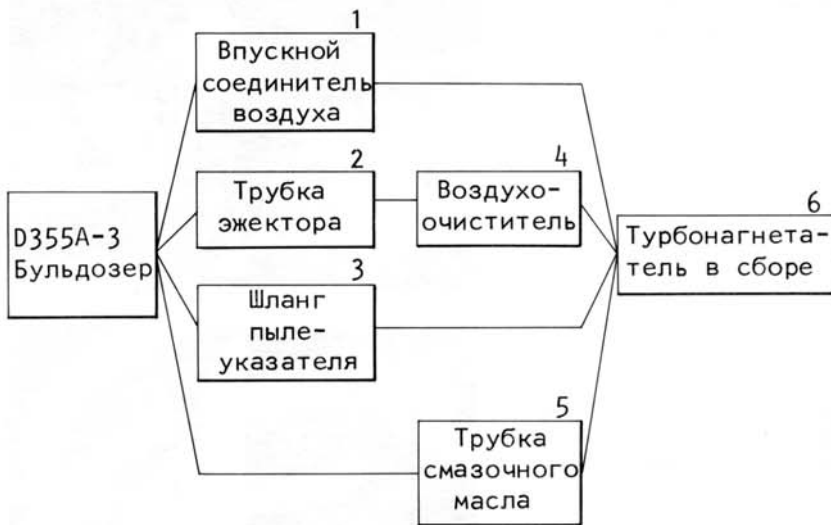 1
Впускной
соединитель
воздуха
2
Трубка
эжектора
4
Воздухо-
очиститель
D355A-3
Бульдозер
6
Турбонагнета-
тель в сборе
3
Шланг
пыле-
указателя
5
Трубка
смазочного
масла